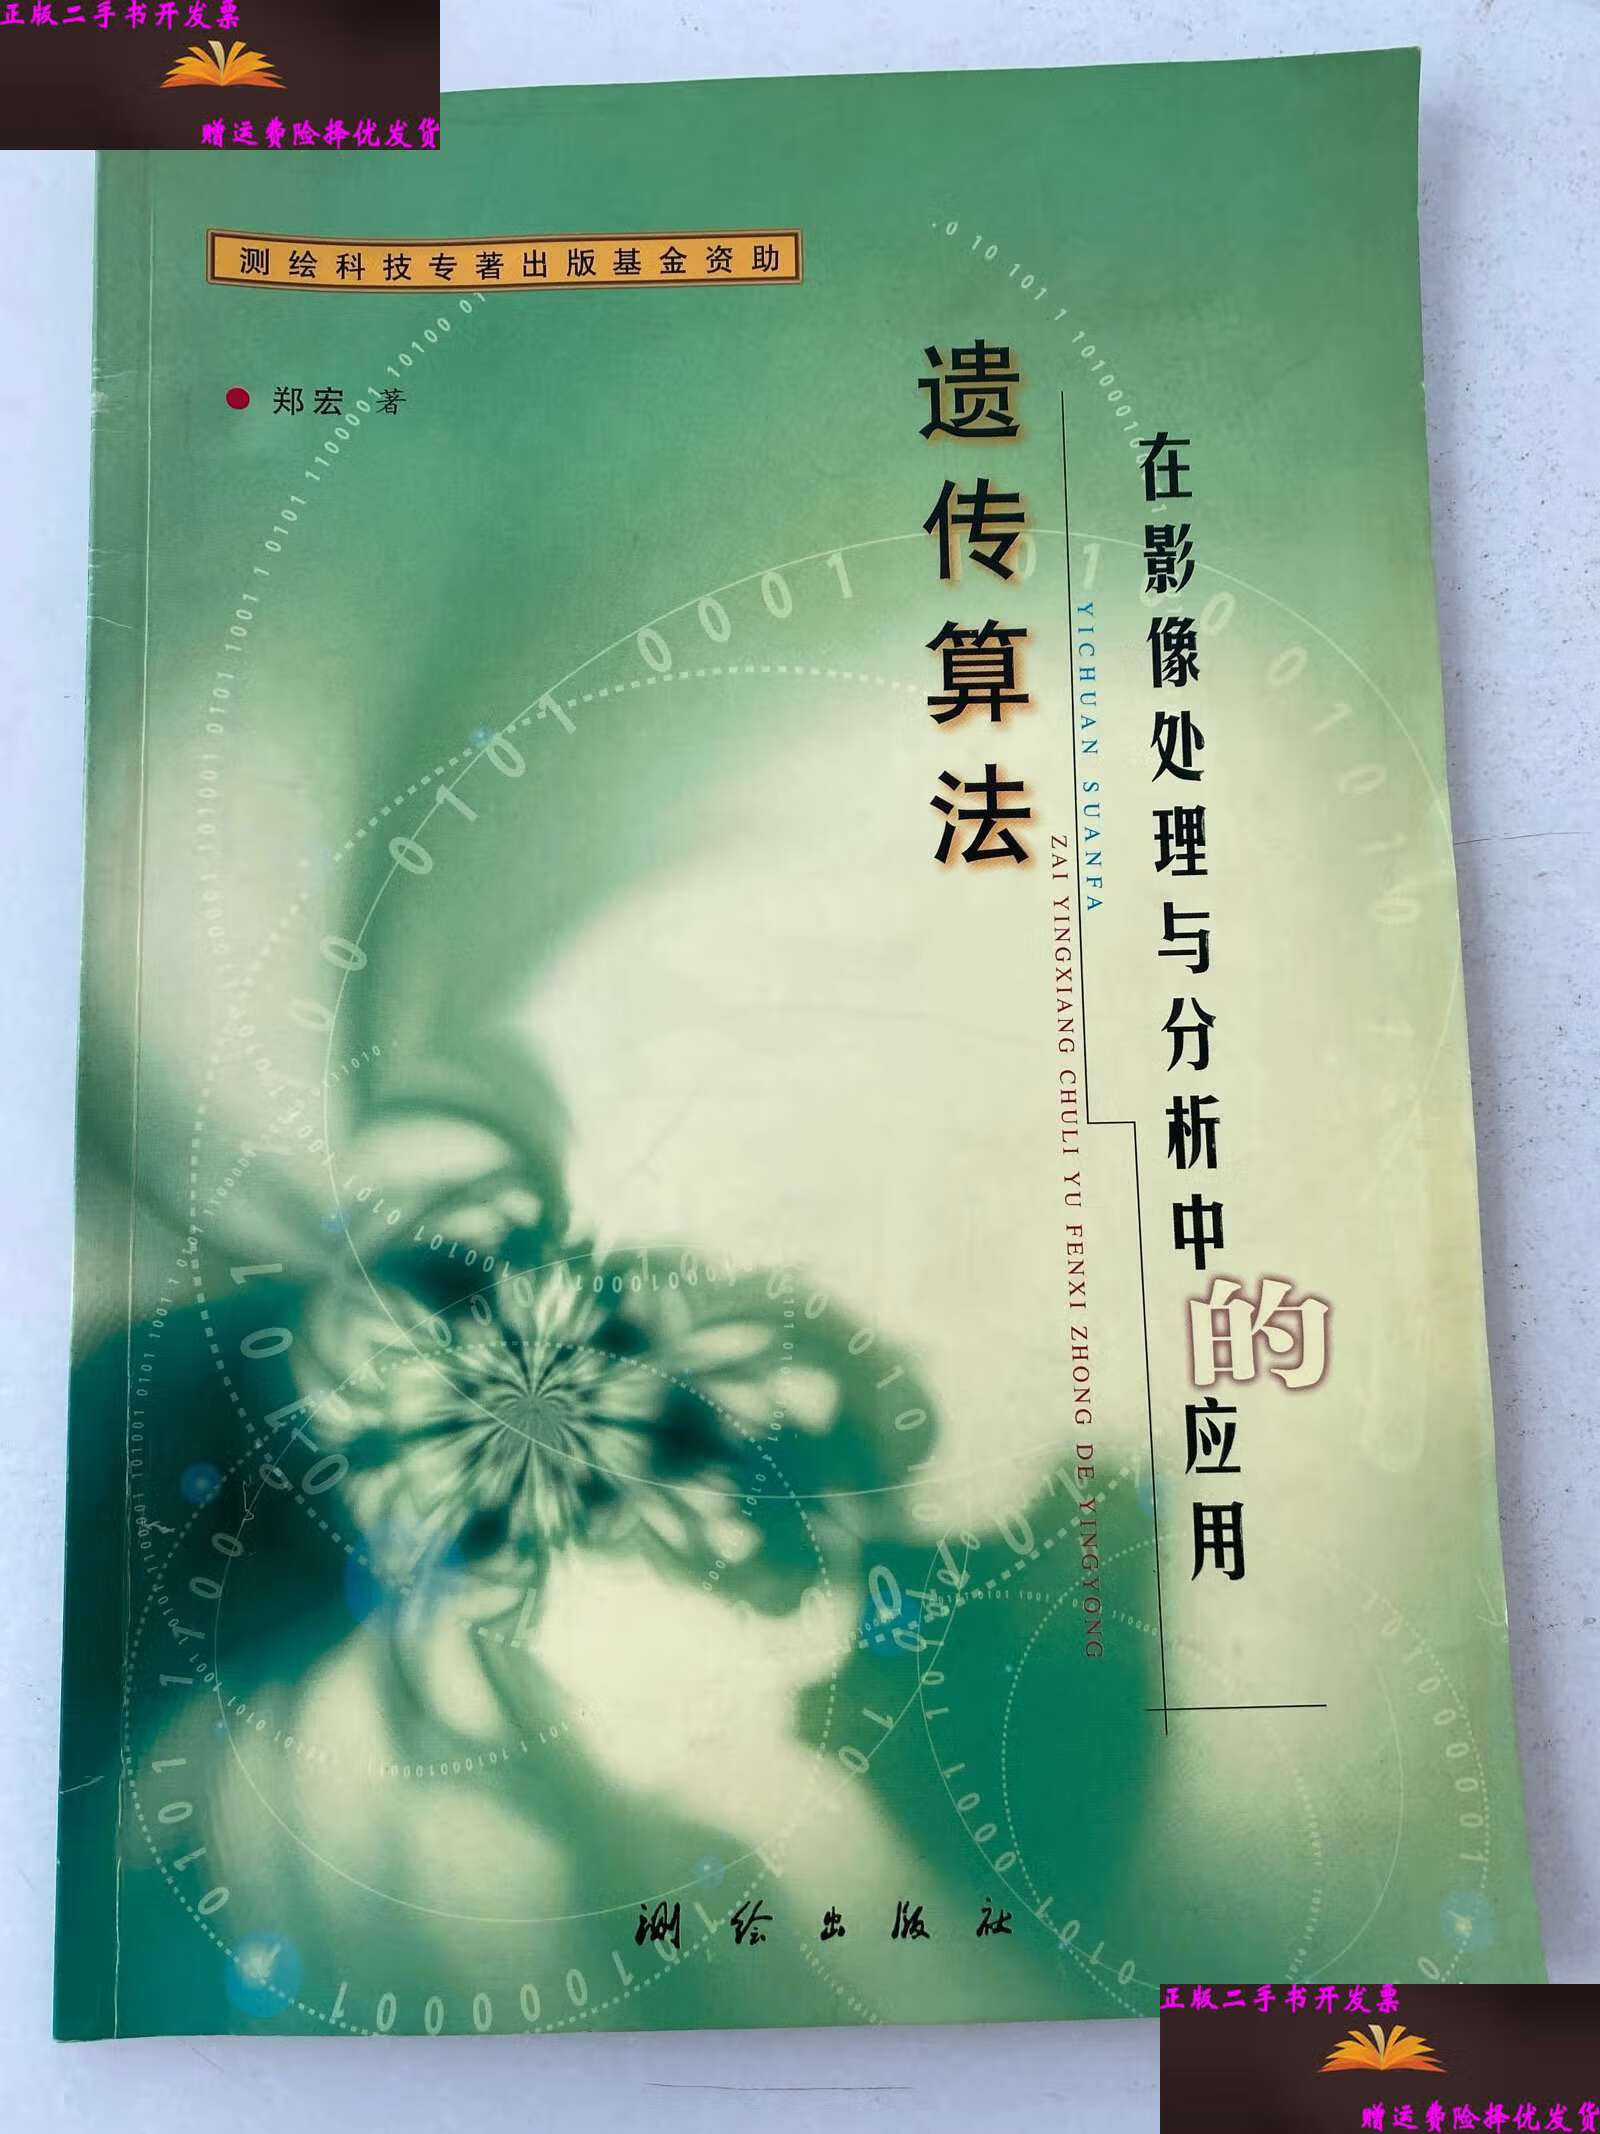 正版二手书开发票
赠运费险择优发货
测绘科技专著出版基金资助
郑宏 著
遗传算法
在影像处理与分析中的应用
YICHUAN SUANFA
ZAI YINGXIANG CHULI YU FENXI ZHONG DE YINGYONG
测绘出版社
正版二手书开发票
赠运费险择优发货